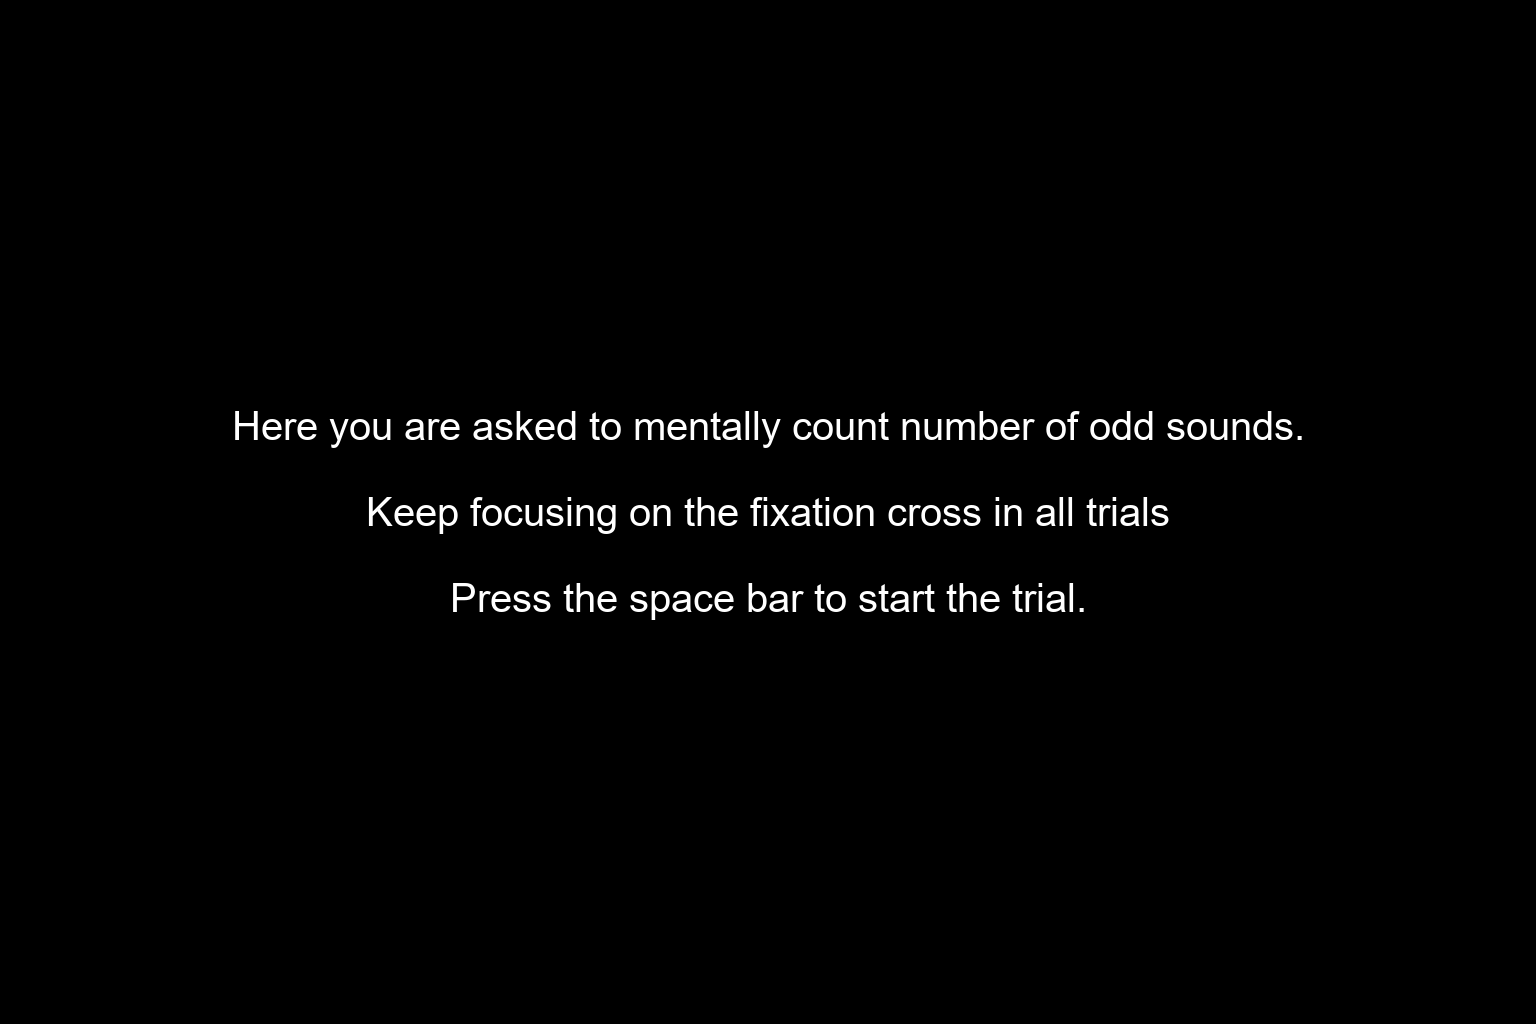 Here you are asked to mentally count number of odd sounds.
Keep focusing on the fixation cross in all trials
Press the space bar to start the trial.